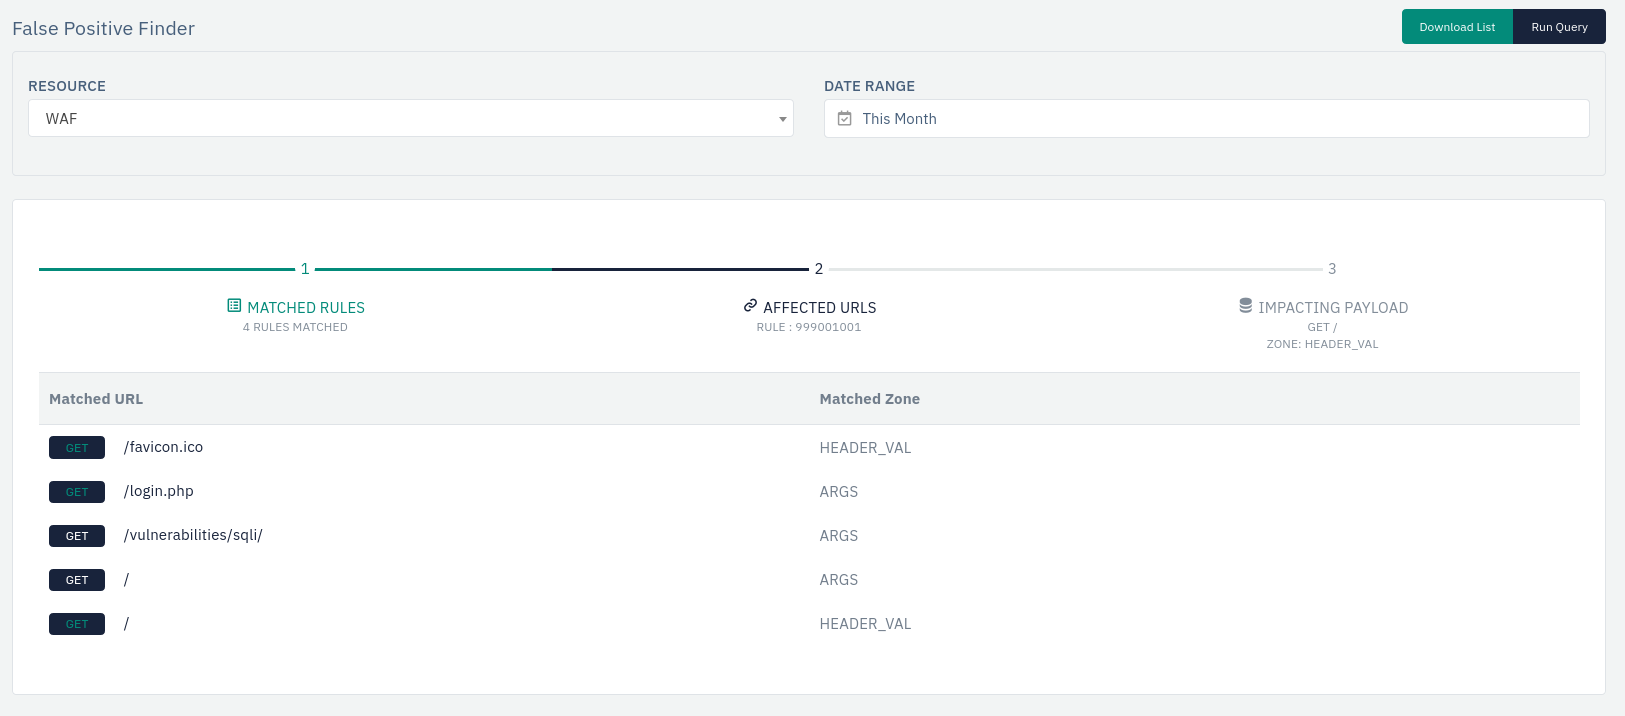 False Positive Finder
Download List
Run Query
RESOURCE
DATE RANGE
WAF
This Month
1
2
3
MATCHED RULES
AFFECTED URLS
IMPACTING PAYLOAD
4 RULES MATCHED
RULE : 999001001
GET /
ZONE: HEADER_VAL
Matched URL
Matched Zone
GET /favicon.ico HEADER_VAL
GET /login.php ARGS
GET /vulnerabilities/sqli/ ARGS
GET / ARGS
GET / HEADER_VAL